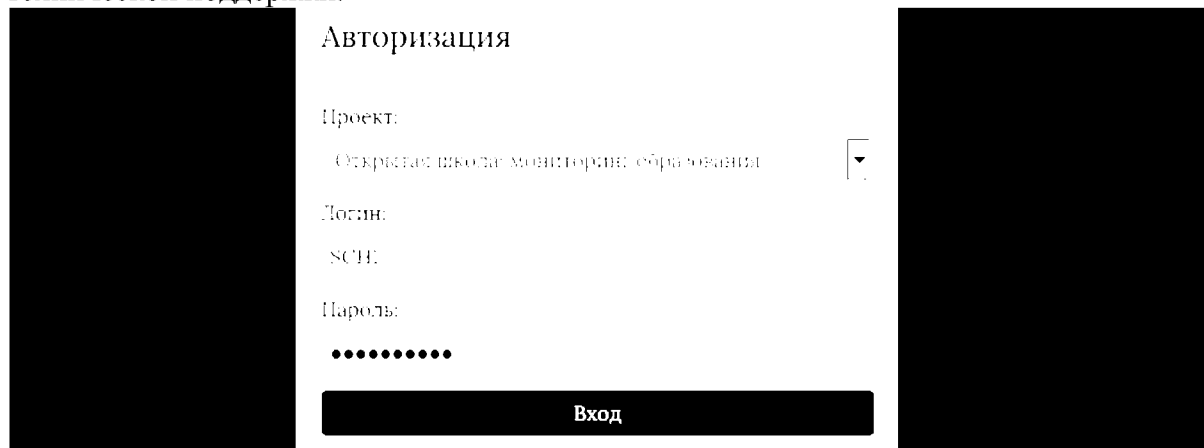 Авторизация
Проект:
Открытая школа: мониторинг образования
Логин:
SCH
Пароль:
••••••••••
Вход